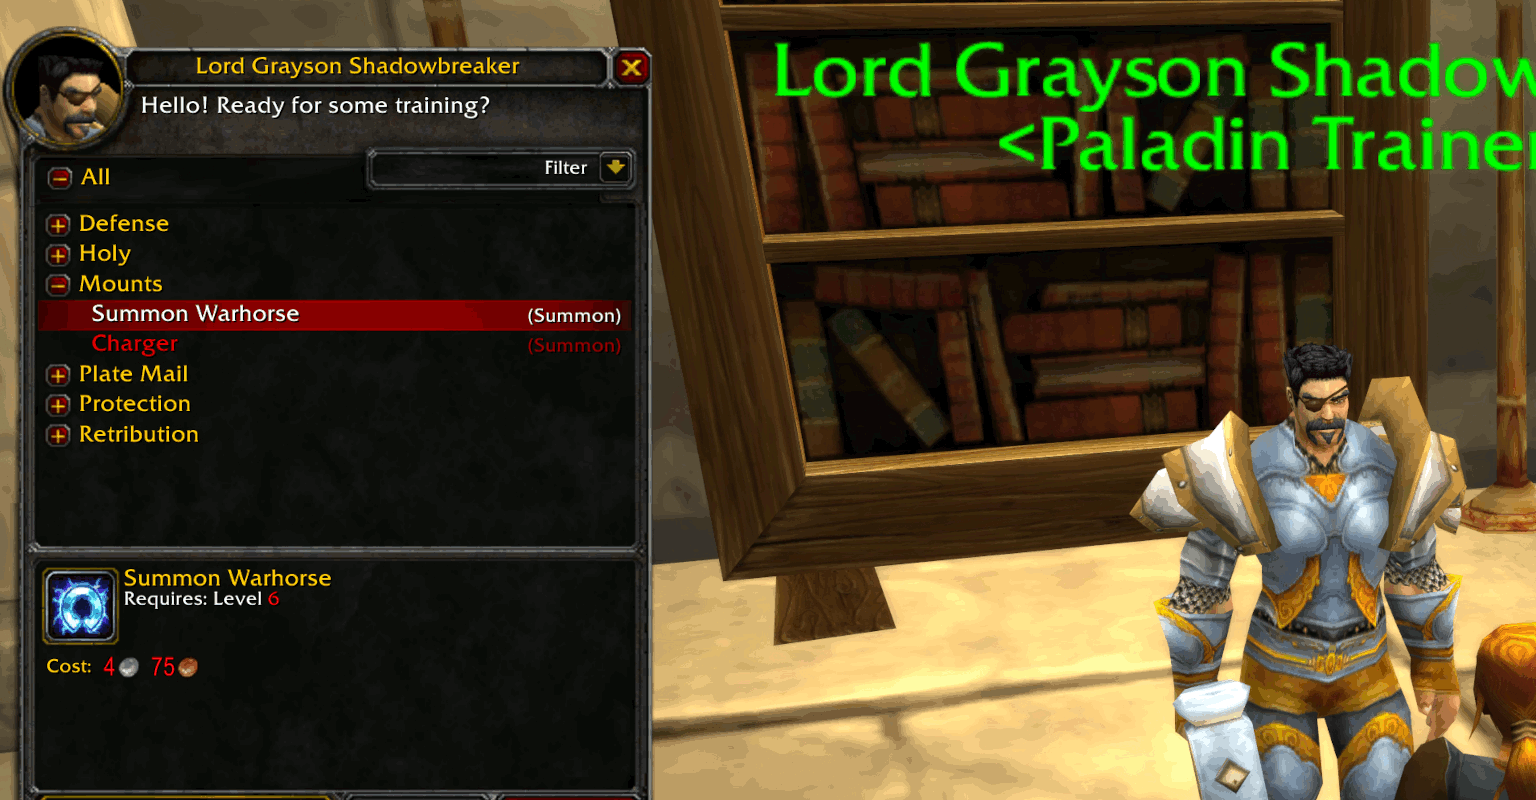 Lord Grayson Shadowbreaker
Hello! Ready for some training?
Filter
All
Defense
Holy
Mounts
Summon Warhorse (Summon)
Charger (Summon)
Plate Mail
Protection
Retribution
Summon Warhorse
Requires: Level 6
Cost: 4 75
Lord Grayson Shadow
<Paladin Trainer